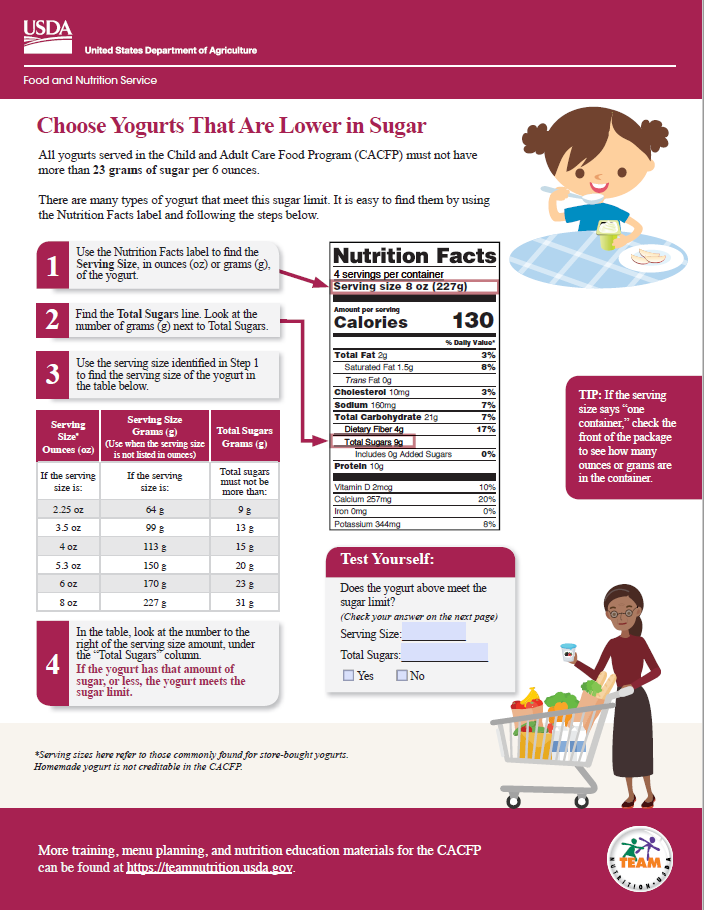 USDA
United States Department of Agriculture
Food and Nutrition Service
Choose Yogurts That Are Lower in Sugar
All yogurts served in the Child and Adult Care Food Program (CACFP) must not have
more than 23 grams of sugar per 6 ounces.
There are many types of yogurt that meet this sugar limit. It is easy to find them by using
the Nutrition Facts label and following the steps below.
1
Use the Nutrition Facts label to find the
Serving Size, in ounces (oz) or grams (g),
of the yogurt.
2
Find the Total Sugars line. Look at the
number of grams (g) next to Total Sugars.
3
Use the serving size identified in Step 1
to find the serving size of the yogurt in
the table below.
Serving
Size*
Ounces (oz)
Serving Size
Grams (g)
(Use when the serving size
is not listed in ounces)
Total Sugars
Grams (g)
If the serving
size is:
If the serving
size is:
Total sugars
must not be
more than:
2.25 oz 64 g 9 g
3.5 oz 99 g 13 g
4 oz 113 g 15 g
5.3 oz 150 g 20 g
6 oz 170 g 23 g
8 oz 227 g 31 g
4
In the table, look at the number to the
right of the serving size amount, under
the “Total Sugars” column.
If the yogurt has that amount of
sugar, or less, the yogurt meets the
sugar limit.
Nutrition Facts
4 servings per container
Serving size 8 oz (227g)
Amount per serving
Calories 130
% Daily Value*
Total Fat 2g 3%
Saturated Fat 1.5g 8%
Trans Fat 0g
Cholesterol 10mg 3%
Sodium 160mg 7%
Total Carbohydrate 21g 7%
Dietary Fiber 4g 17%
Total Sugars 9g
Includes 0g Added Sugars 0%
Protein 10g
Vitamin D 2mcg 10%
Calcium 257mg 20%
Iron 0mg 0%
Potassium 344mg 8%
TIP: If the serving
size says “one
container,” check the
front of the package
to see how many
ounces or grams are
in the container.
Test Yourself:
Does the yogurt above meet the
sugar limit?
(Check your answer on the next page)
Serving Size:
Total Sugars:
Yes No
*Serving sizes here refer to those commonly found for store-bought yogurts.
Homemade yogurt is not creditable in the CACFP.
More training, menu planning, and nutrition education materials for the CACFP
can be found at https://teamnutrition.usda.gov.
TEAM
NUTRITION USDA